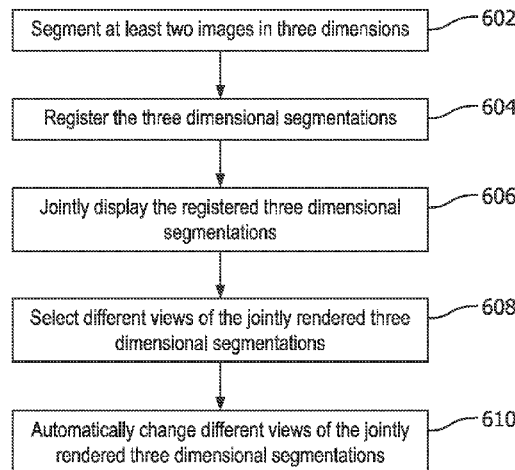 Segment at least two images in three dimensions
602
Register the three dimensional segmentations
604
Jointly display the registered three dimensional
segmentations
606
Select different views of the jointly rendered three
dimensional segmentations
608
Automatically change different views of the jointly
rendered three dimensional segmentations
610